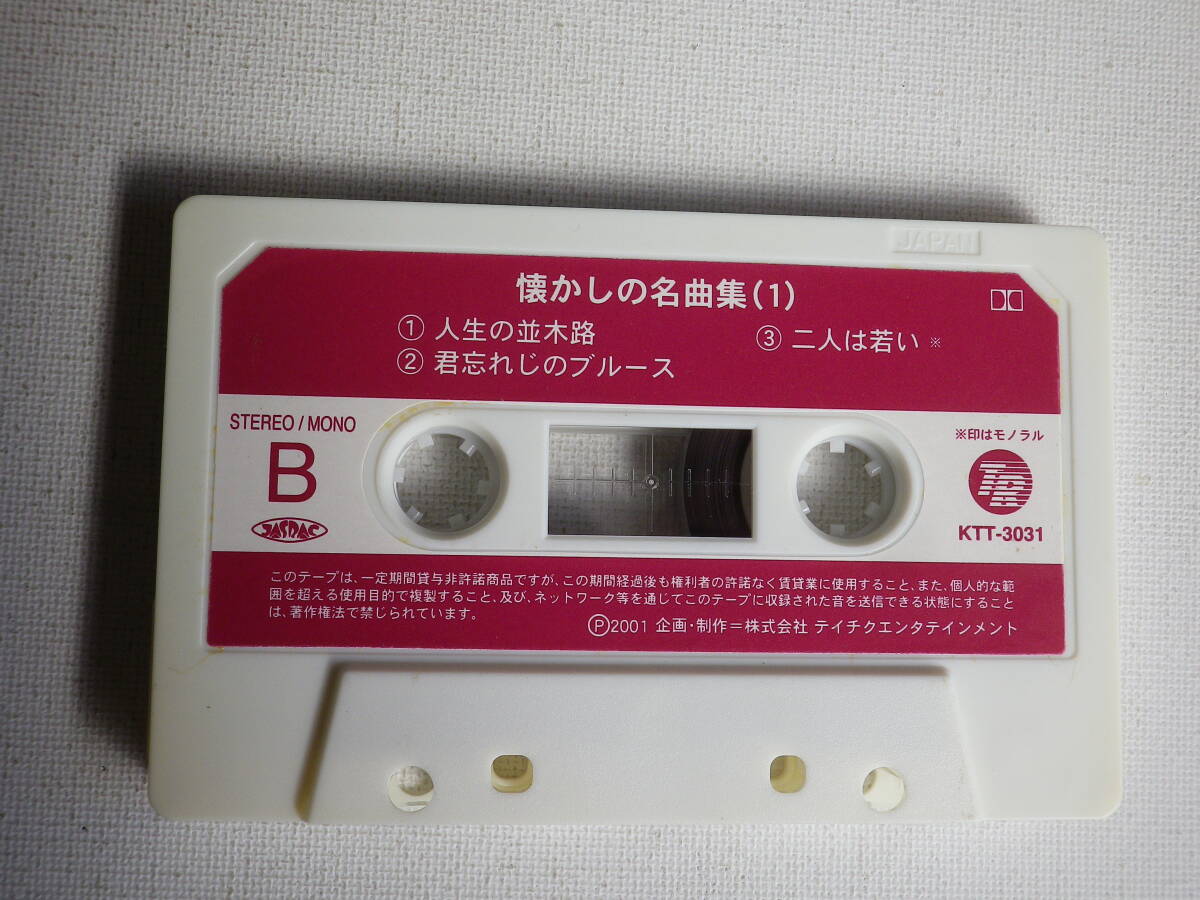 JAPAN
懐かしの名曲集(1)
① 人生の並木路
② 君忘れじのブルース
③ 二人は若い ※
STEREO/MONO
B
JASRAC
※印はモノラル
KTT-3031
このテープは、一定期間貸与非許諾商品ですが、この期間経過後も権利者の許諾なく賃貸業に使用すること、また、個人的な範
囲を超える使用目的で複製すること、及び、ネットワーク等を通じてこのテープに収録された音を送信できる状態にすること
は、著作権法で禁じられています。
Ⓟ2001 企画・制作=株式会社 テイチクエンタテインメント